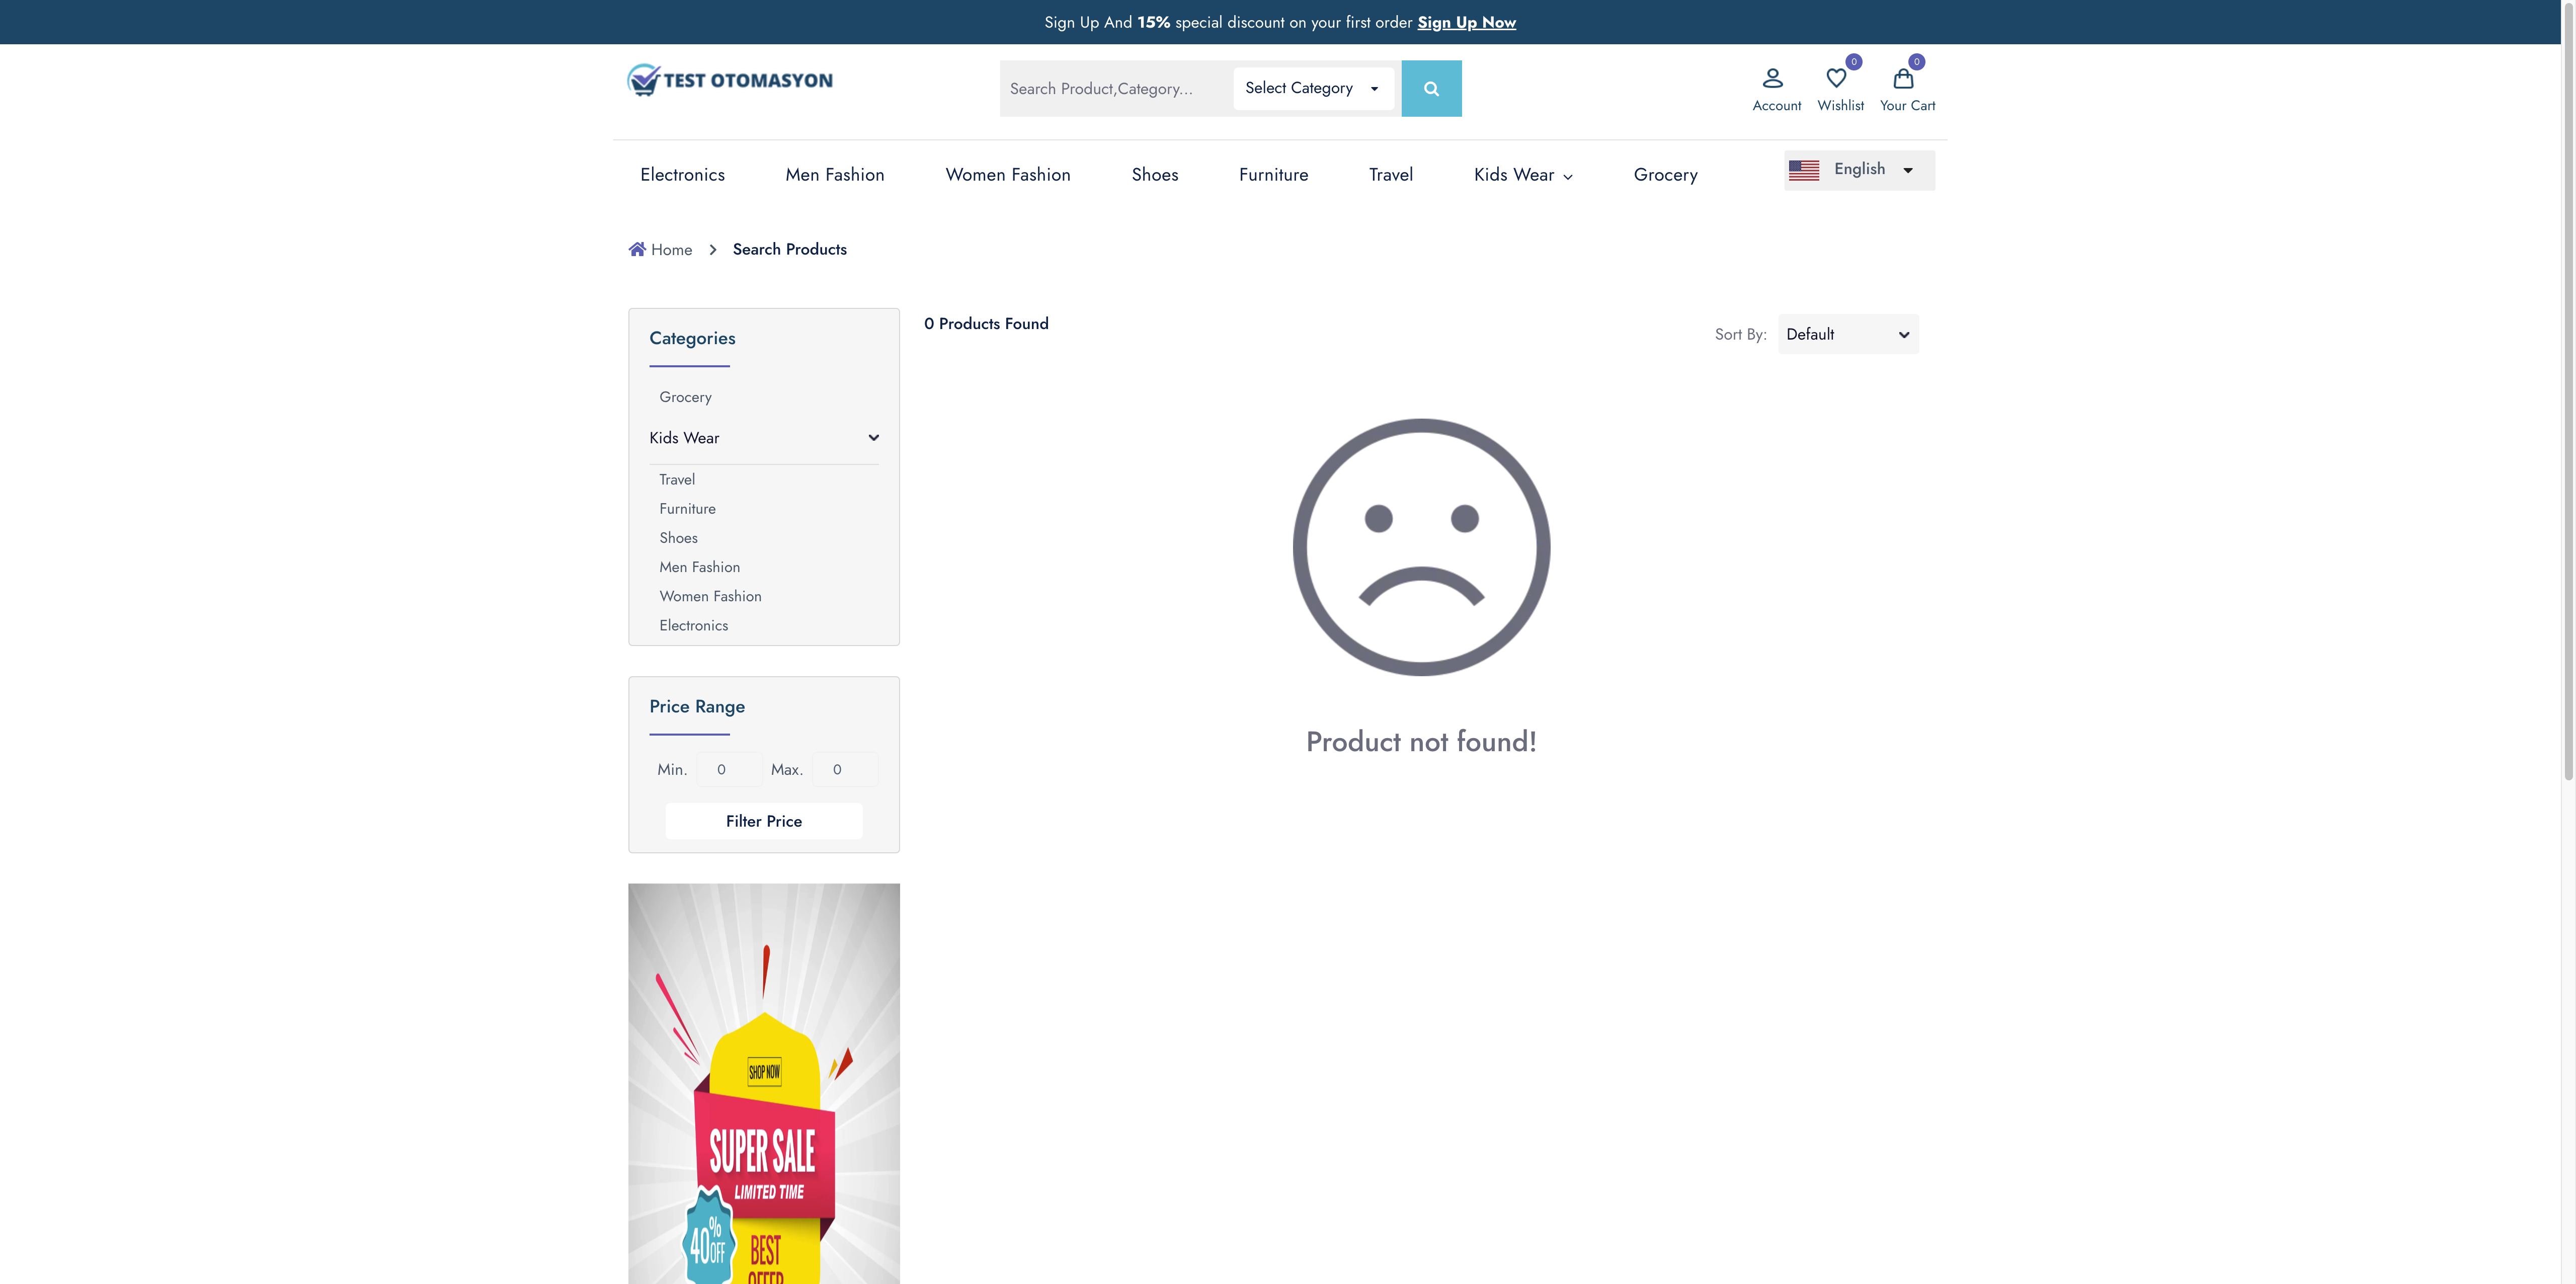 Sign Up And 15% special discount on your first order Sign Up Now
TEST OTOMASYON
Search Product,Category...
Select Category
0
0
Account
Wishlist
Your Cart
Electronics
Men Fashion
Women Fashion
Shoes
Furniture
Travel
Kids Wear
Grocery
English
Home
Search Products
Categories
Grocery
Kids Wear
Travel
Furniture
Shoes
Men Fashion
Women Fashion
Electronics
Price Range
Min. 0 Max. 0
Filter Price
SHOP NOW
SUPER SALE
LIMITED TIME
40% OFF
BEST
OFFER
0 Products Found
Sort By: Default
Product not found!